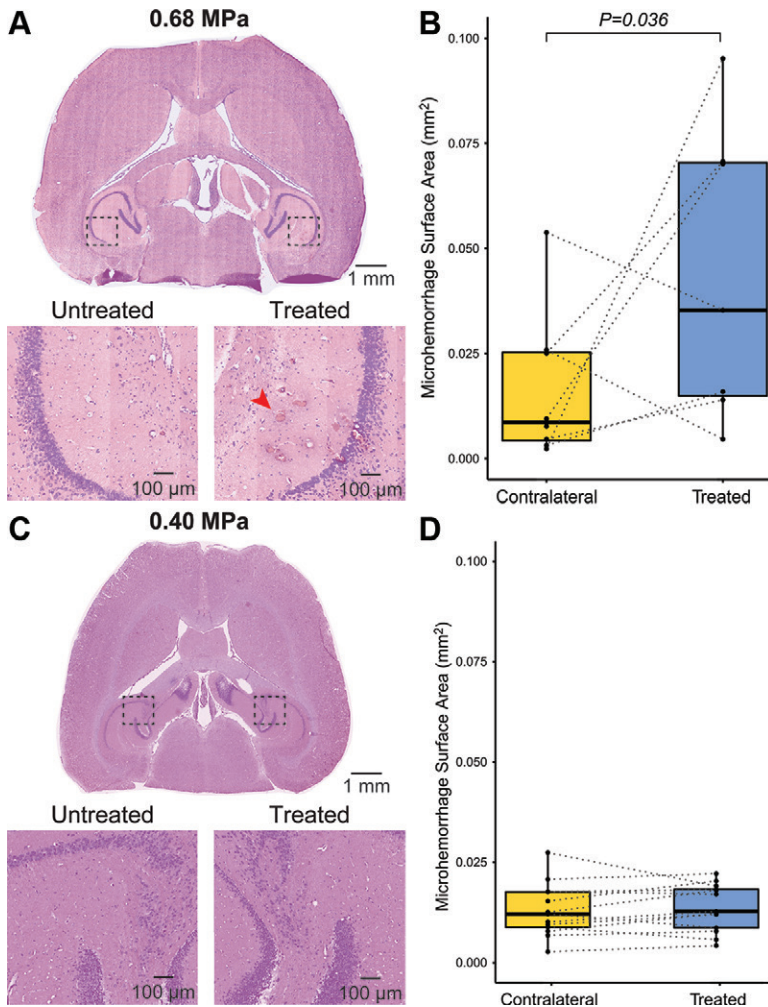 A
0.68 MPa
1 mm
Untreated
Treated
100 µm
100 µm
B
P=0.036
Microhemorrhage Surface Area (mm²)
0.100
0.075
0.050
0.025
0.000
Contralateral
Treated
C
0.40 MPa
1 mm
Untreated
Treated
100 µm
100 µm
D
Microhemorrhage Surface Area (mm²)
0.100
0.075
0.050
0.025
0.000
Contralateral
Treated